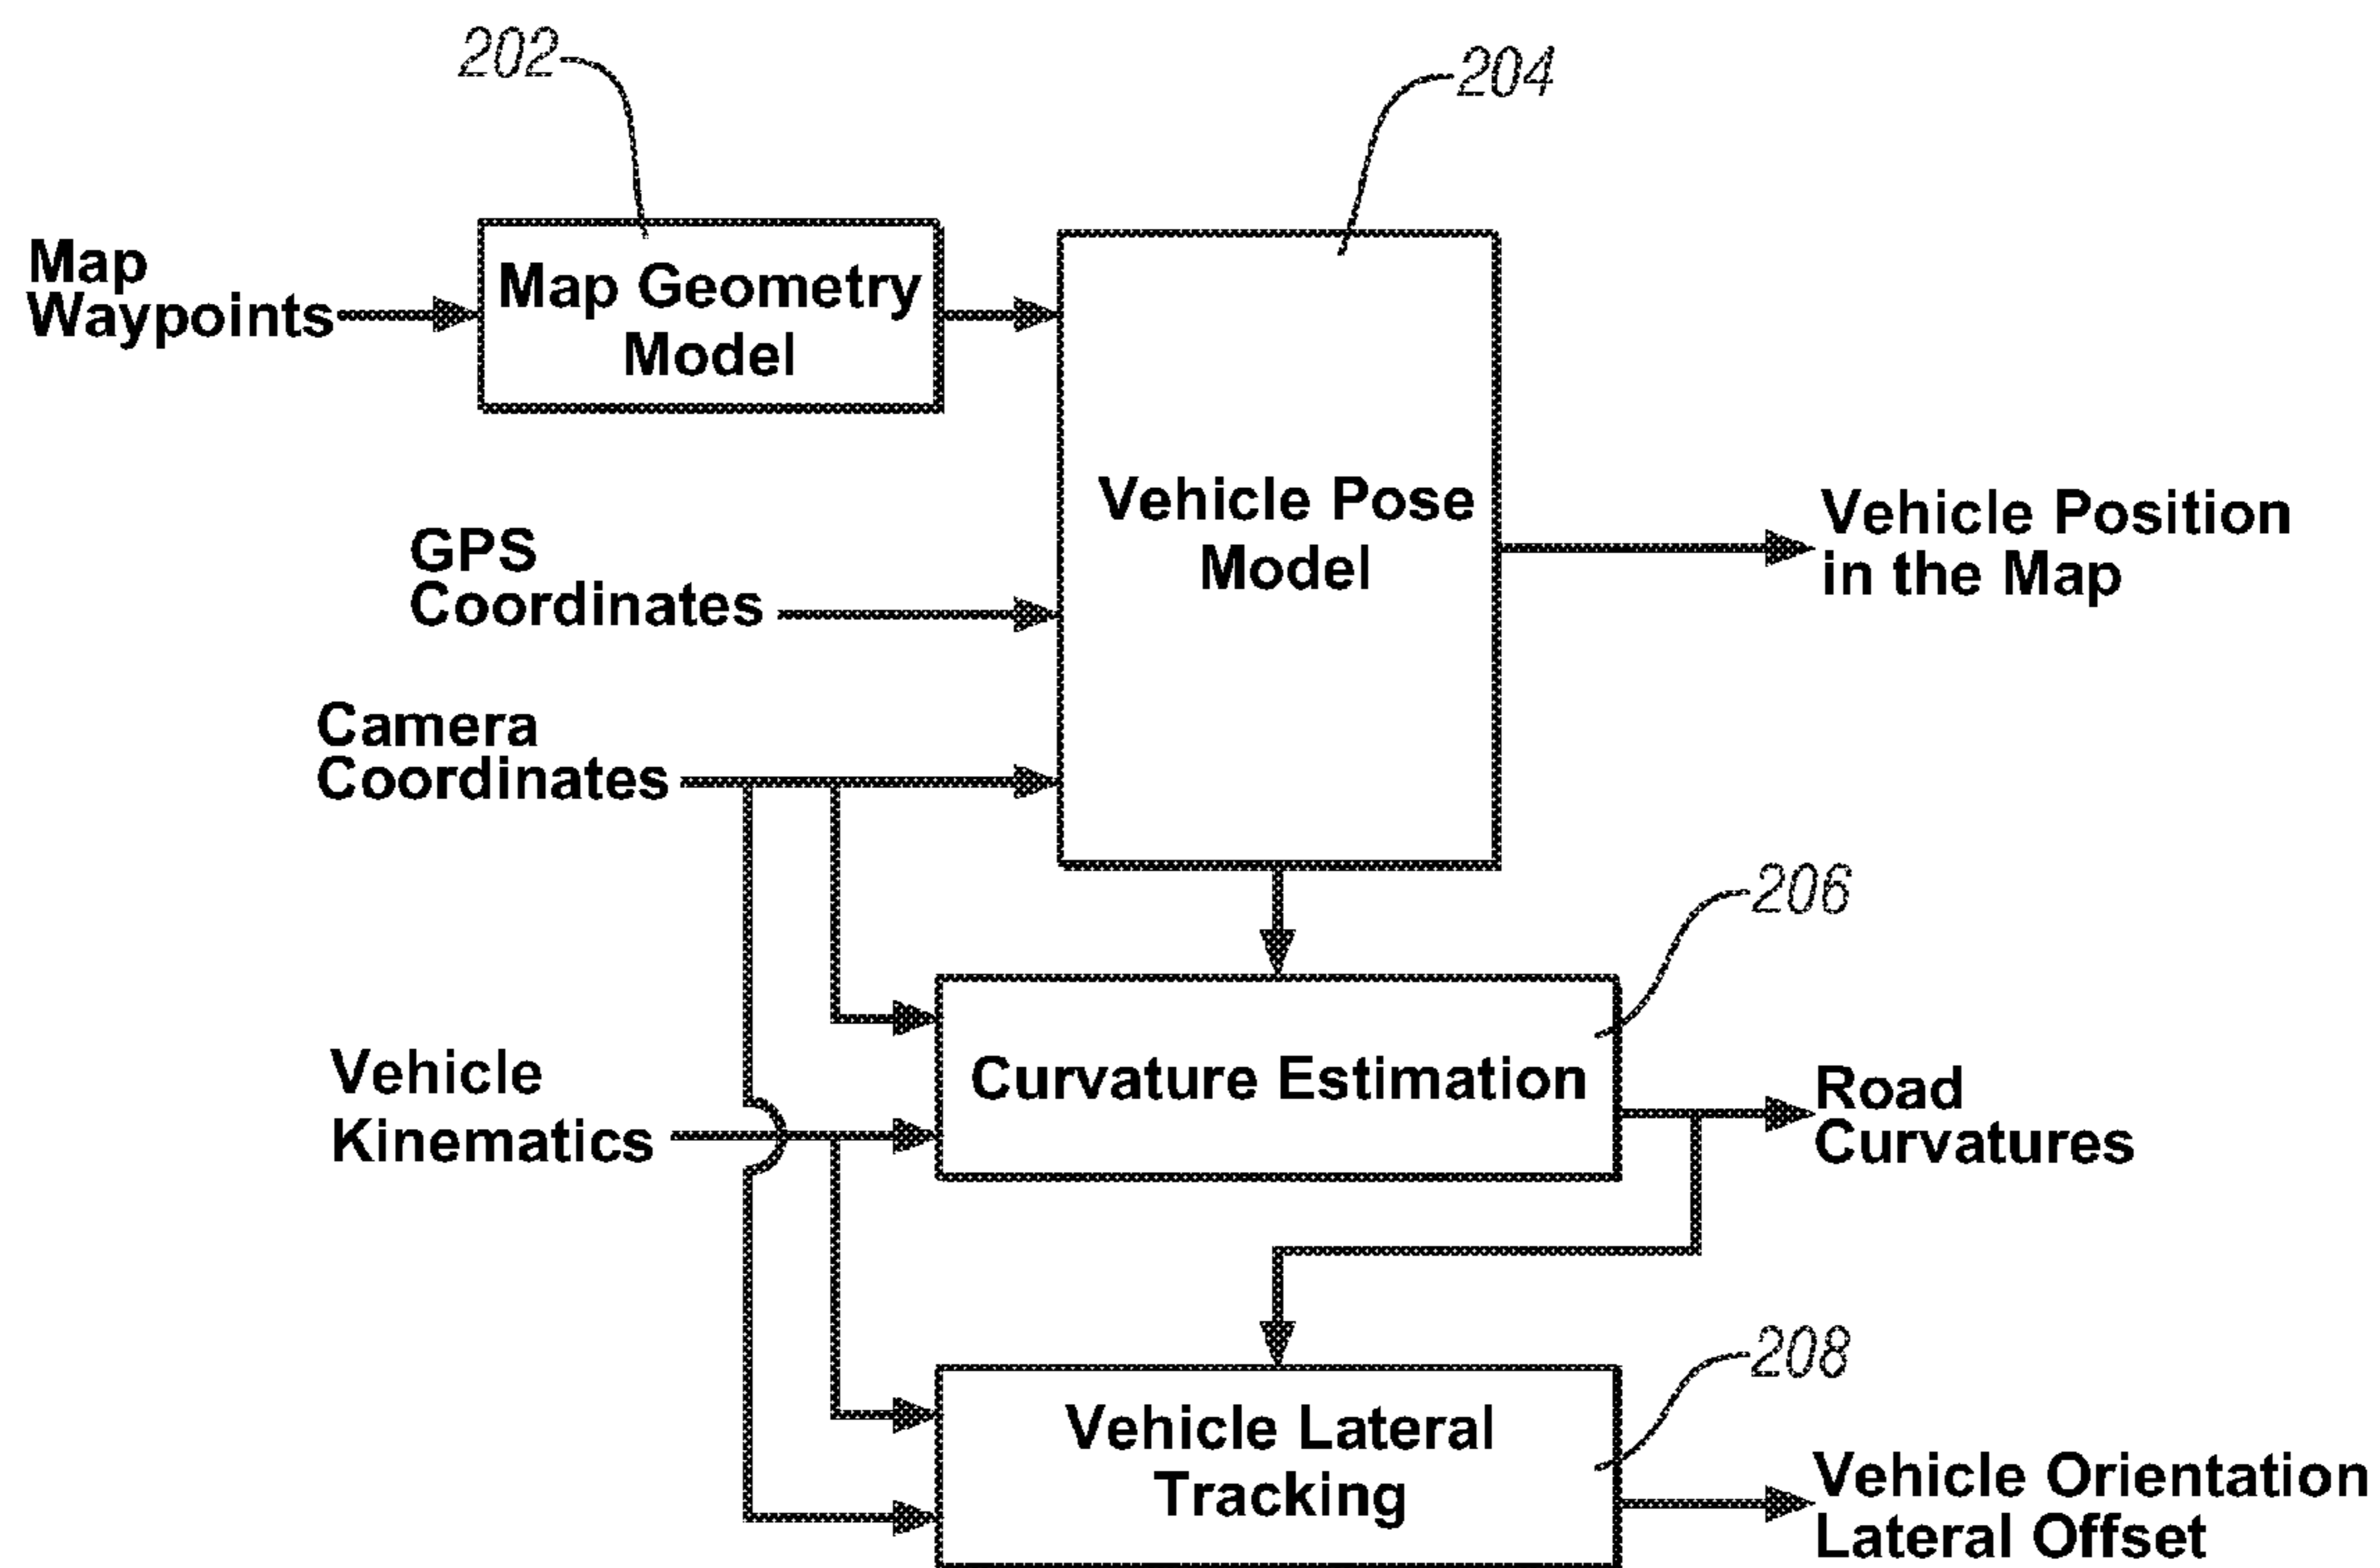 202
204
Map
Waypoints
Map Geometry
Model
Vehicle Pose
Model
GPS
Coordinates
Vehicle Position
in the Map
Camera
Coordinates
206
Vehicle
Kinematics
Curvature Estimation
Road
Curvatures
208
Vehicle Lateral
Tracking
Vehicle Orientation
Lateral Offset